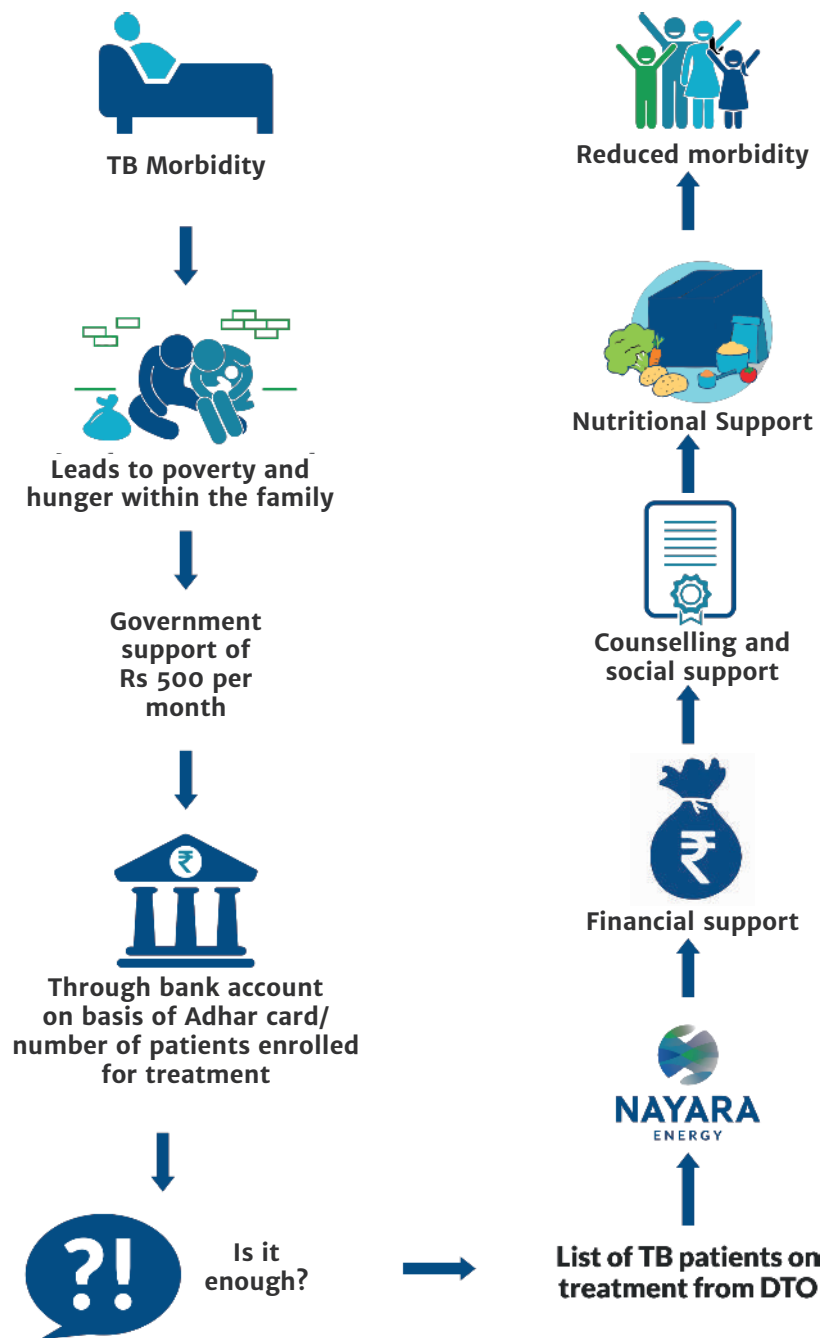 TB Morbidity
Leads to poverty and
hunger within the family
Government
support of
Rs 500 per
month
₹
Through bank account
on basis of Adhar card/
number of patients enrolled
for treatment
?!
Is it
enough?
List of TB patients on
treatment from DTO
NAYARA
ENERGY
Financial support
₹
Counselling and
social support
Nutritional Support
Reduced morbidity